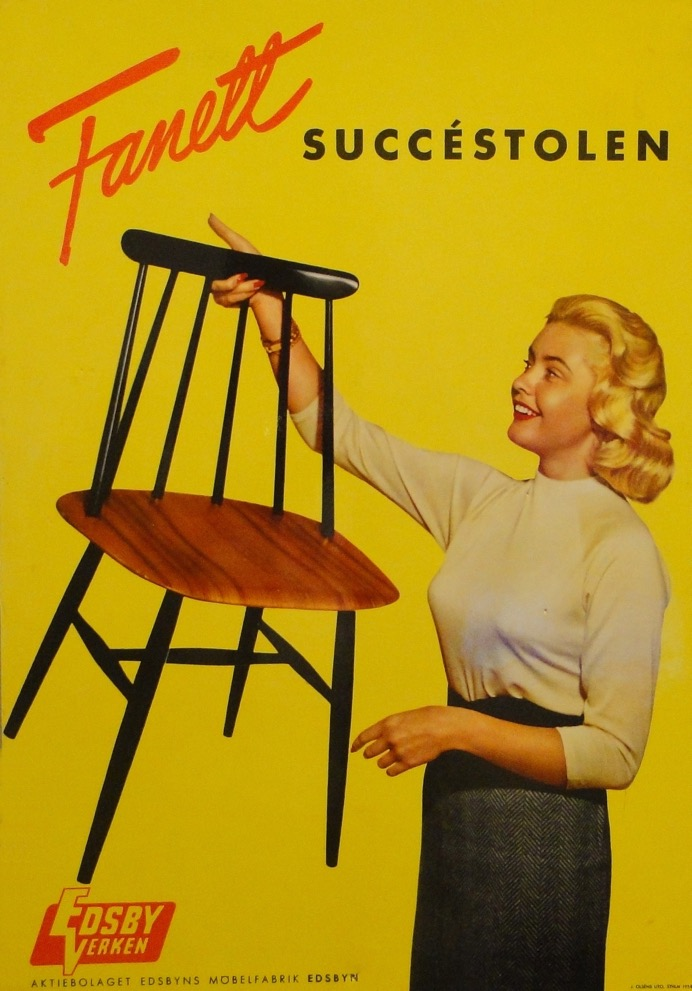 Fanett
SUCCÉSTOLEN
EDSBY
VERKEN
AKTIEBOLAGET EDSBYNS MÖBELFABRIK EDSBYN